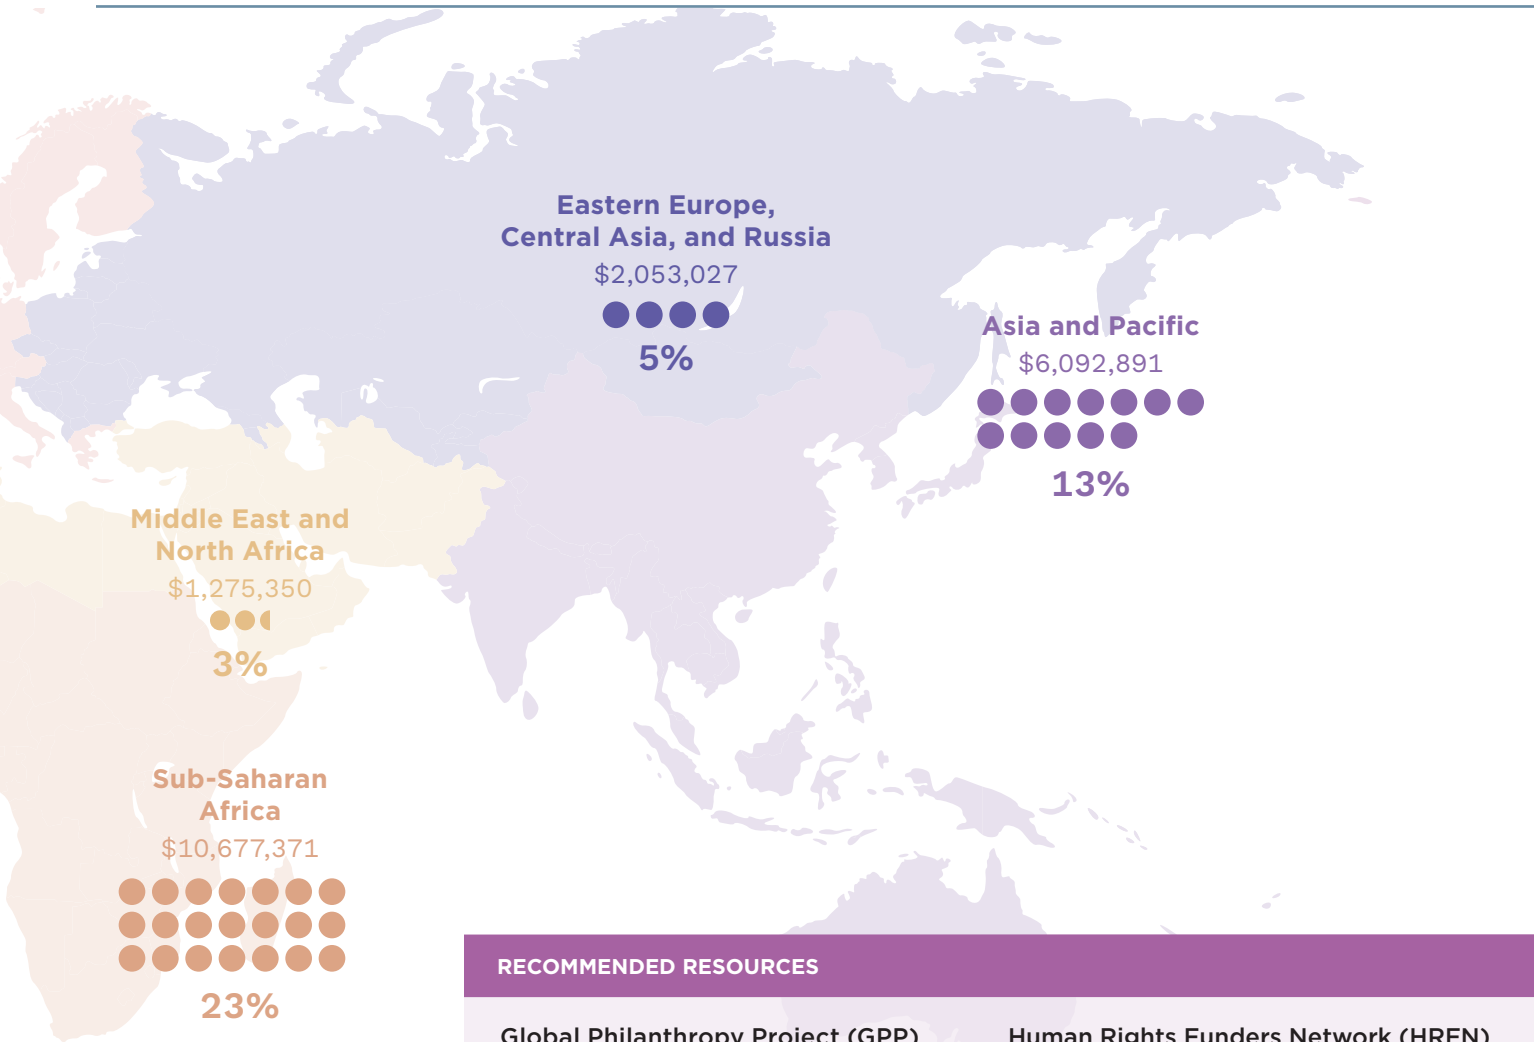 Eastern Europe,
Central Asia, and Russia
$2,053,027
5%
Asia and Pacific
$6,092,891
13%
Middle East and
North Africa
$1,275,350
3%
Sub-Saharan
Africa
$10,677,371
23%
RECOMMENDED RESOURCES
Global Philanthropy Project (GPP)
Human Rights Funders Network (HRFN)